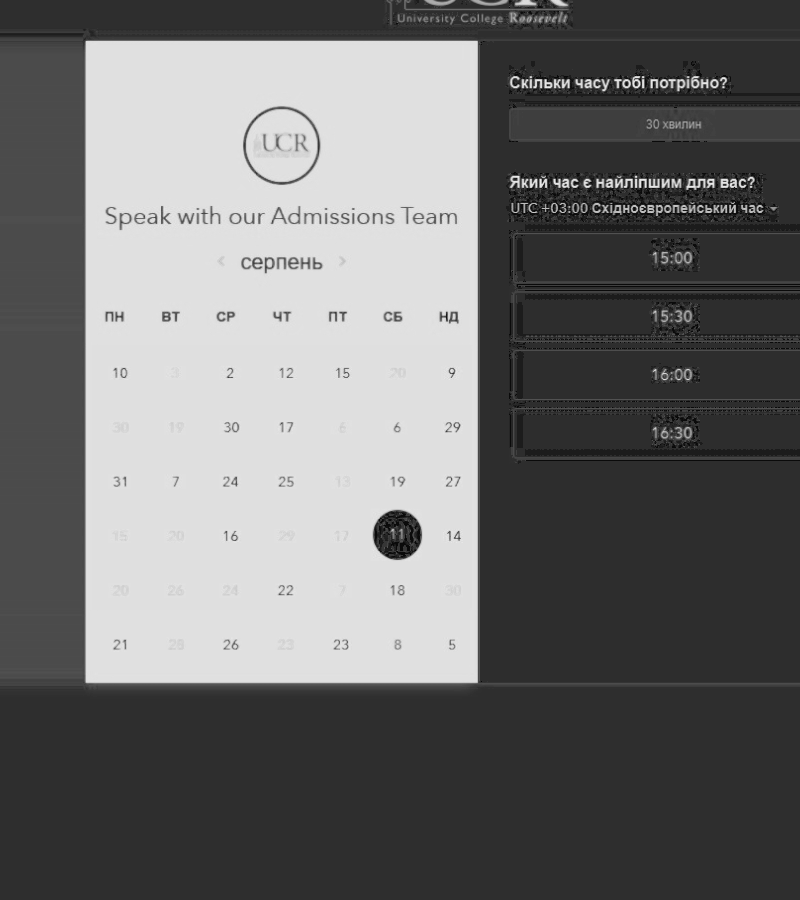 University College Roosevelt
UCR
Speak with our Admissions Team
серпень
ПН ВТ СР ЧТ ПТ СБ НД
10 3 2 12 15 20 9
30 19 30 17 6 6 29
31 7 24 25 13 19 27
15 20 16 29 17 11 14
20 26 24 22 7 18 30
21 28 26 23 23 8 5
Скільки часу тобі потрібно?
30 хвилин
Який час є найліпшим для вас?
UTC +03:00 Східноєвропейський час
15:00
15:30
16:00
16:30